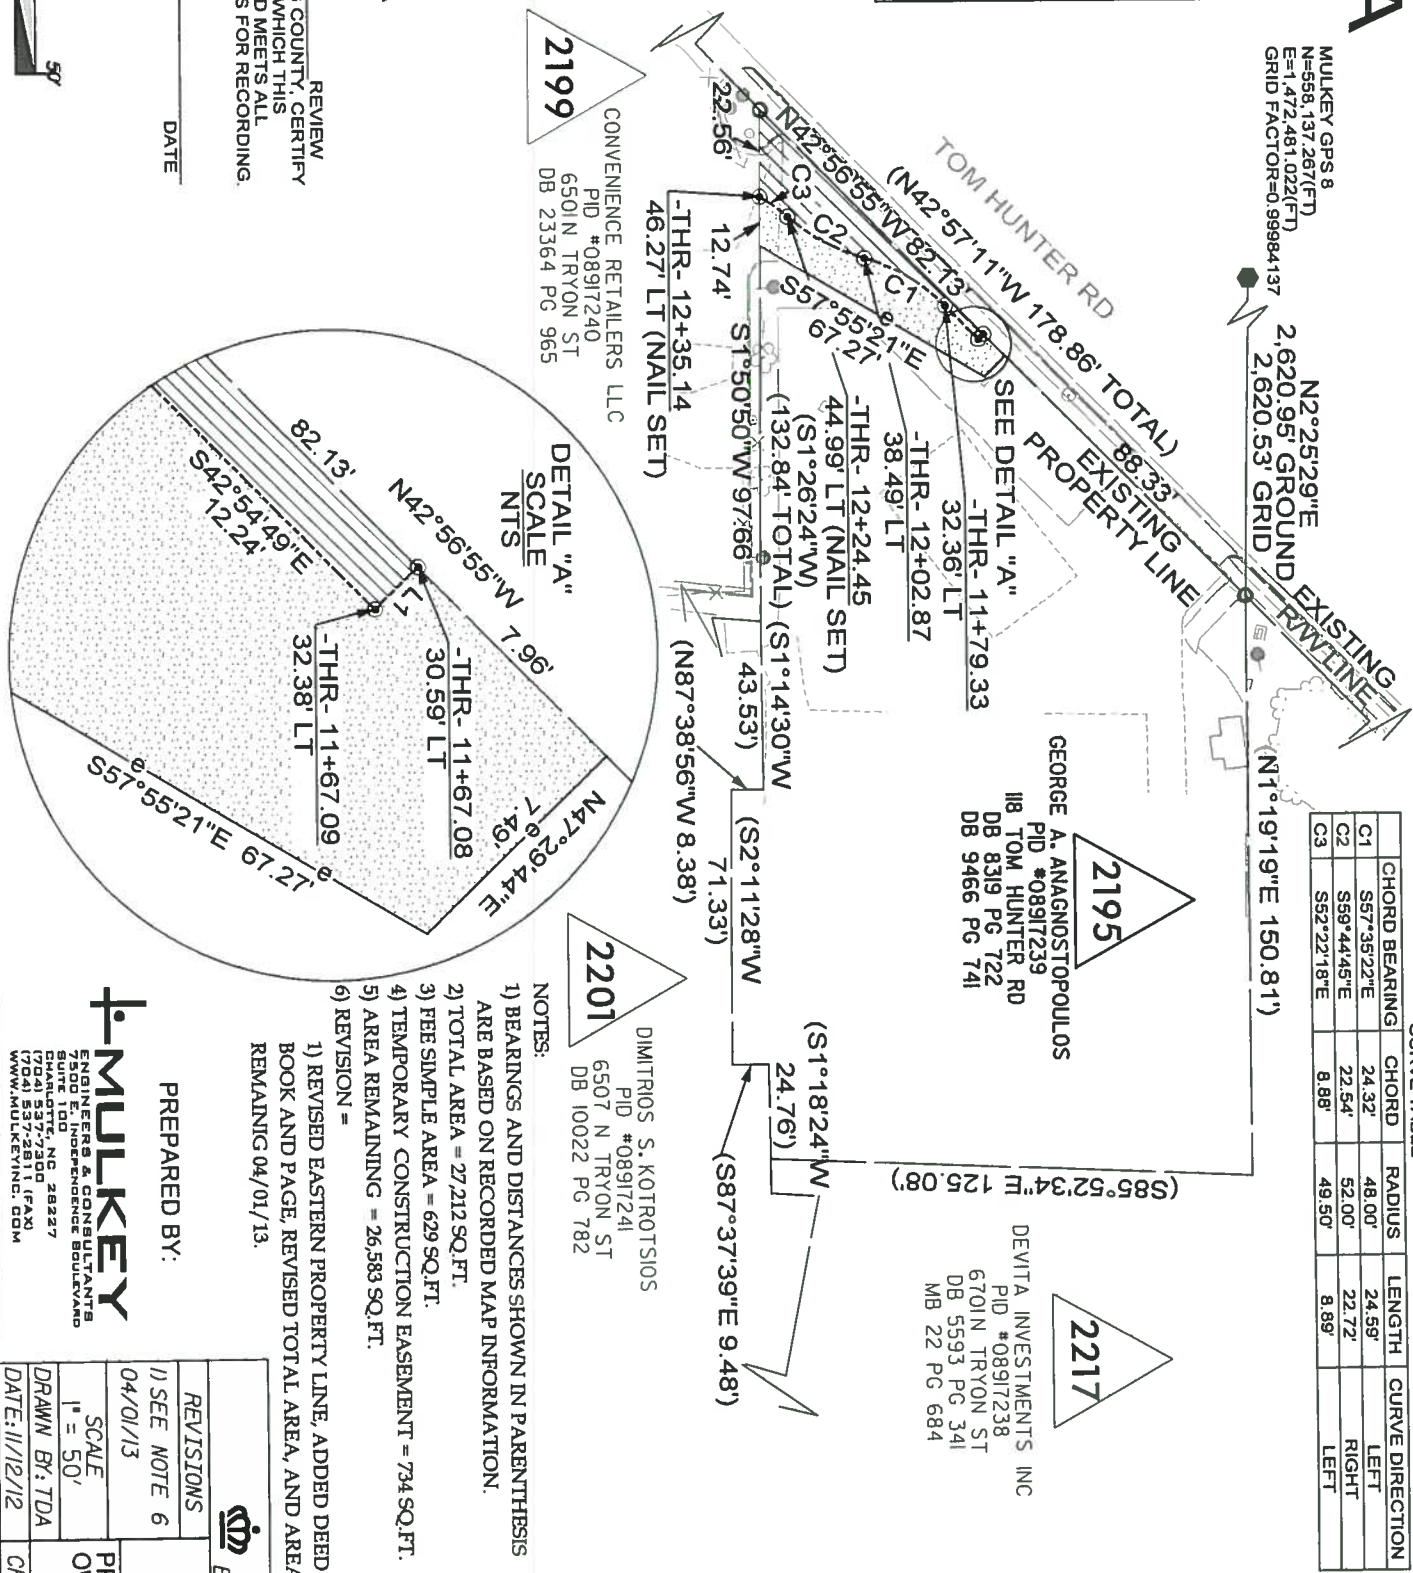 A
MULKEY GPS 8
N=558,137.267(FT)
E=1,472,481.022(FT)
GRID FACTOR=0.99984137
N2°25'29"E
2,620.95' GROUND
2,620.53' GRID
(N1°19'19"E 150.81')
CHORD BEARING CHORD RADIUS LENGTH CURVE DIRECTION
C1 S57°35'22"E 24.32' 48.00' 24.59' LEFT
C2 S59°44'45"E 22.54' 52.00' 22.72' RIGHT
C3 S52°22'18"E 8.88' 49.50' 8.89' LEFT
TOM HUNTER RD
(N42°57'11"W 178.86' TOTAL)
N42°56'55"W 82.13'
88.33'
EXISTING
PROPERTY LINE
EXISTING
R/W LINE
22.56'
C3
C2
C1
S57°55'21"E
67.27'
e
SEE DETAIL "A"
-THR- 11+79.33
32.36' LT
-THR- 12+02.87
38.49' LT
-THR- 12+24.45
44.99' LT (NAIL SET)
(S1°26'24"W)
(132.84' TOTAL)
S1°50'50"W 97.66'
12.74'
-THR- 12+35.14
46.27' LT (NAIL SET)
(S1°14'30"W
43.53')
(N87°38'56"W 8.38')
(S2°11'28"W
71.33')
(S1°18'24"W
24.76')
(S87°37'39"E 9.48')
(S85°52'34"E 125.08')
2195
GEORGE A. ANAGNOSTOPOULOS
PID #08917239
118 TOM HUNTER RD
DB 8319 PG 722
DB 9466 PG 741
2217
DEVITA INVESTMENTS INC
PID #08917238
6701N TRYON ST
DB 5593 PG 341
MB 22 PG 684
2199
CONVENIENCE RETAILERS LLC
PID #08917240
6501N TRYON ST
DB 23364 PG 965
2201
DIMITRIOS S. KOTROTSIOS
PID #08917241
6507 N TRYON ST
DB 10022 PG 782
REVIEW
COUNTY, CERTIFY
WHICH THIS
D MEETS ALL
S FOR RECORDING.
DATE
50'
DETAIL "A"
SCALE
NTS
82.13'
N42°56'55"W 7.96'
S42°54'49"E
12.24'
L1
-THR- 11+67.08
30.59' LT
-THR- 11+67.09
32.38' LT
N47°29'44"E
7.49'
e
S57°55'21"E 67.27'
e
e
NOTES:
1) BEARINGS AND DISTANCES SHOWN IN PARENTHESIS
ARE BASED ON RECORDED MAP INFORMATION.
2) TOTAL AREA = 27,212 SQ.FT.
3) FEE SIMPLE AREA = 629 SQ.FT.
4) TEMPORARY CONSTRUCTION EASEMENT = 734 SQ.FT.
5) AREA REMAINING = 26,583 SQ.FT.
6) REVISION =
1) REVISED EASTERN PROPERTY LINE, ADDED DEED
BOOK AND PAGE, REVISED TOTAL AREA, AND AREA
REMAINIG 04/01/13.
PREPARED BY:
MULKEY
ENGINEERS & CONSULTANTS
7500 E. INDEPENDENCE BOULEVARD
SUITE 100
CHARLOTTE, NC 28227
(704) 537-7300
(704) 537-2811 (FAX)
WWW.MULKEYINC.COM
REVISIONS
1) SEE NOTE 6
04/01/13
SCALE
1" = 50'
DRAWN BY: TDA
DATE: 11/12/12